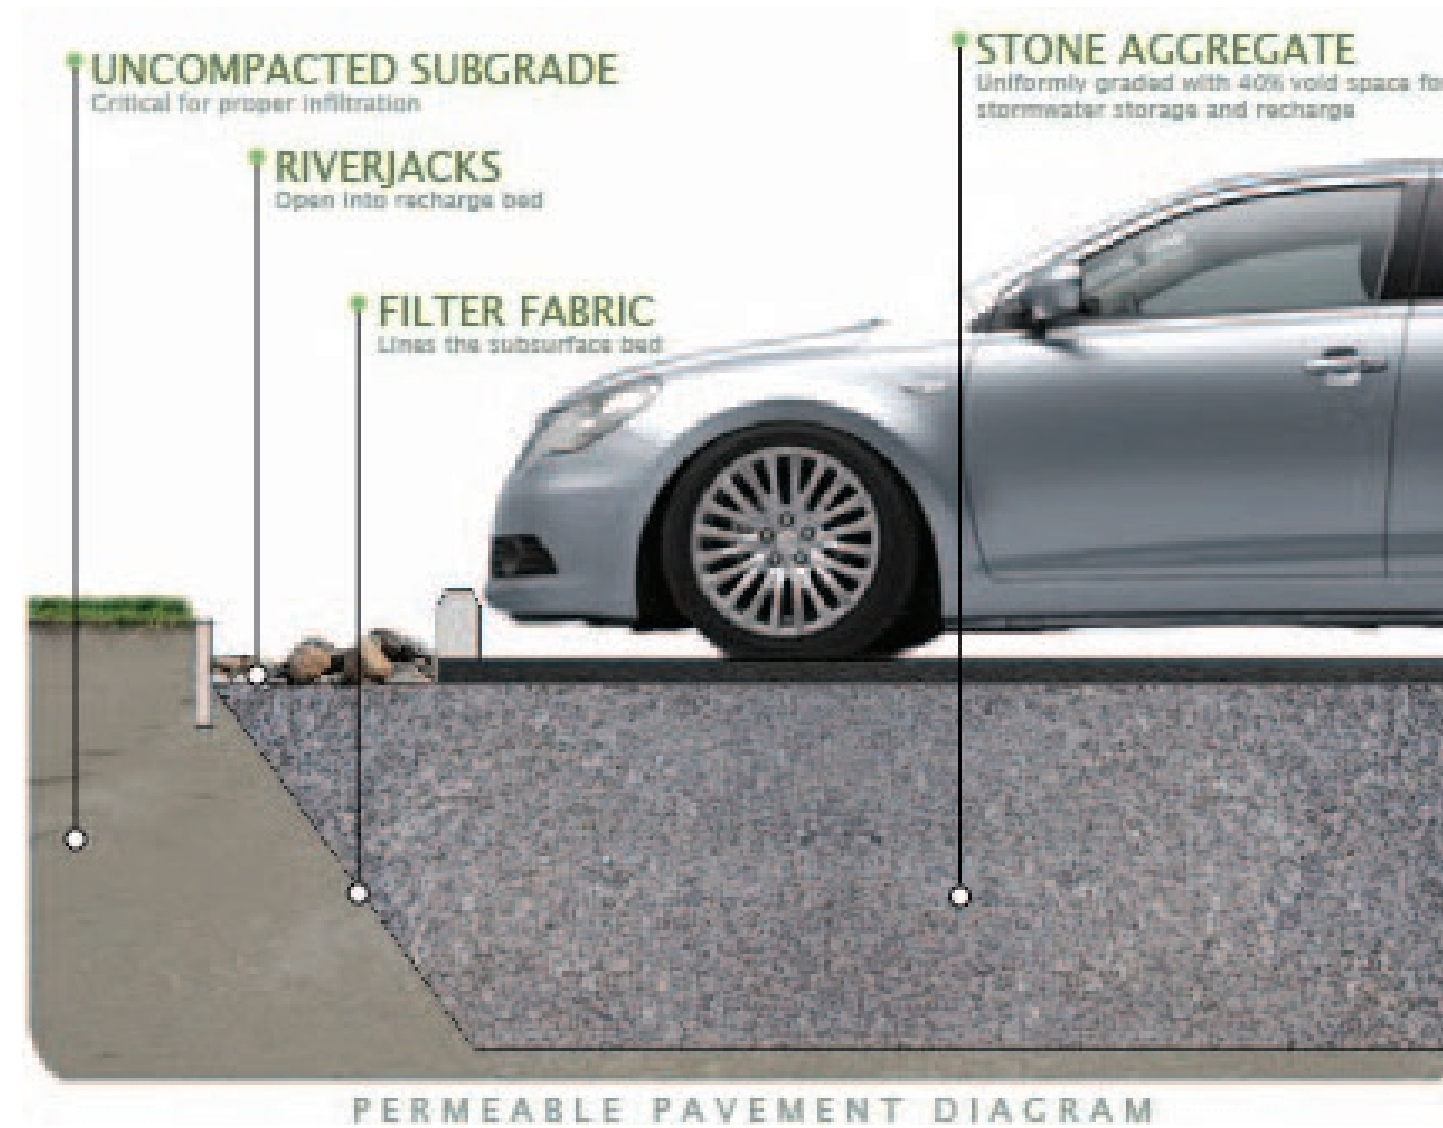 UNCOMPACTED SUBGRADE
Critical for proper infiltration
RIVERJACKS
Open into recharge bed
FILTER FABRIC
Lines the subsurface bed
STONE AGGREGATE
Uniformly graded with 40% void space fo
stormwater storage and recharge
PERMEABLE PAVEMENT DIAGRAM